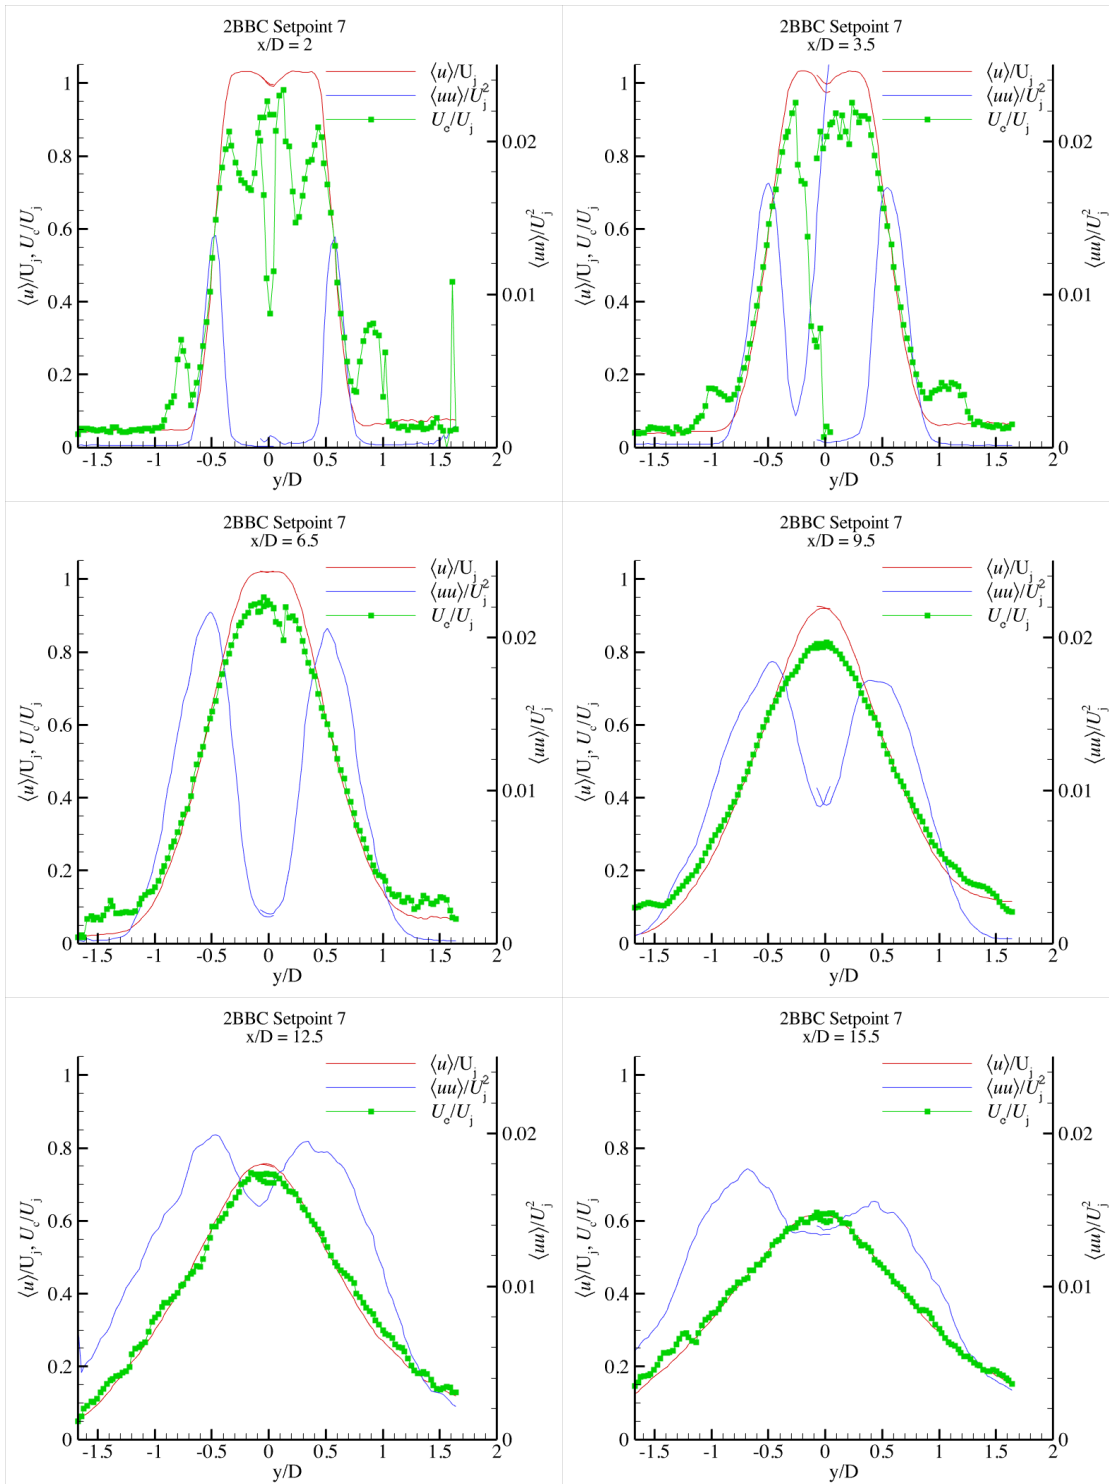 2BBC Setpoint 7
x/D = 2
⟨u⟩/U_j
⟨uu⟩/U_j^2
U_c/U_j
⟨u⟩/U_j, U_c/U_j
⟨uu⟩/U_j^2
1
0.8
0.6
0.4
0.2
0
0.02
0.01
0
-1.5 -1 -0.5 0 0.5 1 1.5 2
y/D
2BBC Setpoint 7
x/D = 3.5
⟨u⟩/U_j
⟨uu⟩/U_j^2
U_c/U_j
⟨u⟩/U_j, U_c/U_j
⟨uu⟩/U_j^2
1
0.8
0.6
0.4
0.2
0
0.02
0.01
0
-1.5 -1 -0.5 0 0.5 1 1.5 2
y/D
2BBC Setpoint 7
x/D = 6.5
⟨u⟩/U_j
⟨uu⟩/U_j^2
U_c/U_j
⟨u⟩/U_j, U_c/U_j
⟨uu⟩/U_j^2
1
0.8
0.6
0.4
0.2
0
0.02
0.01
0
-1.5 -1 -0.5 0 0.5 1 1.5 2
y/D
2BBC Setpoint 7
x/D = 9.5
⟨u⟩/U_j
⟨uu⟩/U_j^2
U_c/U_j
⟨u⟩/U_j, U_c/U_j
⟨uu⟩/U_j^2
1
0.8
0.6
0.4
0.2
0
0.02
0.01
0
-1.5 -1 -0.5 0 0.5 1 1.5 2
y/D
2BBC Setpoint 7
x/D = 12.5
⟨u⟩/U_j
⟨uu⟩/U_j^2
U_c/U_j
⟨u⟩/U_j, U_c/U_j
⟨uu⟩/U_j^2
1
0.8
0.6
0.4
0.2
0
0.02
0.01
0
-1.5 -1 -0.5 0 0.5 1 1.5 2
y/D
2BBC Setpoint 7
x/D = 15.5
⟨u⟩/U_j
⟨uu⟩/U_j^2
U_c/U_j
⟨u⟩/U_j, U_c/U_j
⟨uu⟩/U_j^2
1
0.8
0.6
0.4
0.2
0
0.02
0.01
0
-1.5 -1 -0.5 0 0.5 1 1.5 2
y/D